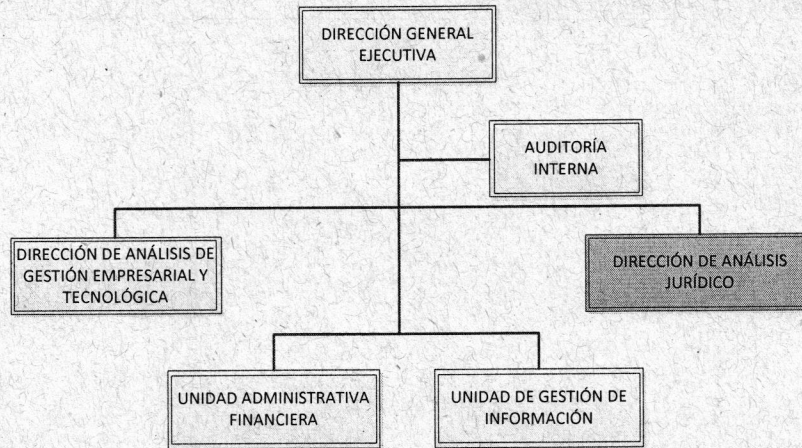 DIRECCIÓN GENERAL
EJECUTIVA
AUDITORÍA
INTERNA
DIRECCIÓN DE ANÁLISIS DE
GESTIÓN EMPRESARIAL Y
TECNOLÓGICA
DIRECCIÓN DE ANÁLISIS
JURÍDICO
UNIDAD ADMINISTRATIVA
FINANCIERA
UNIDAD DE GESTIÓN DE
INFORMACIÓN